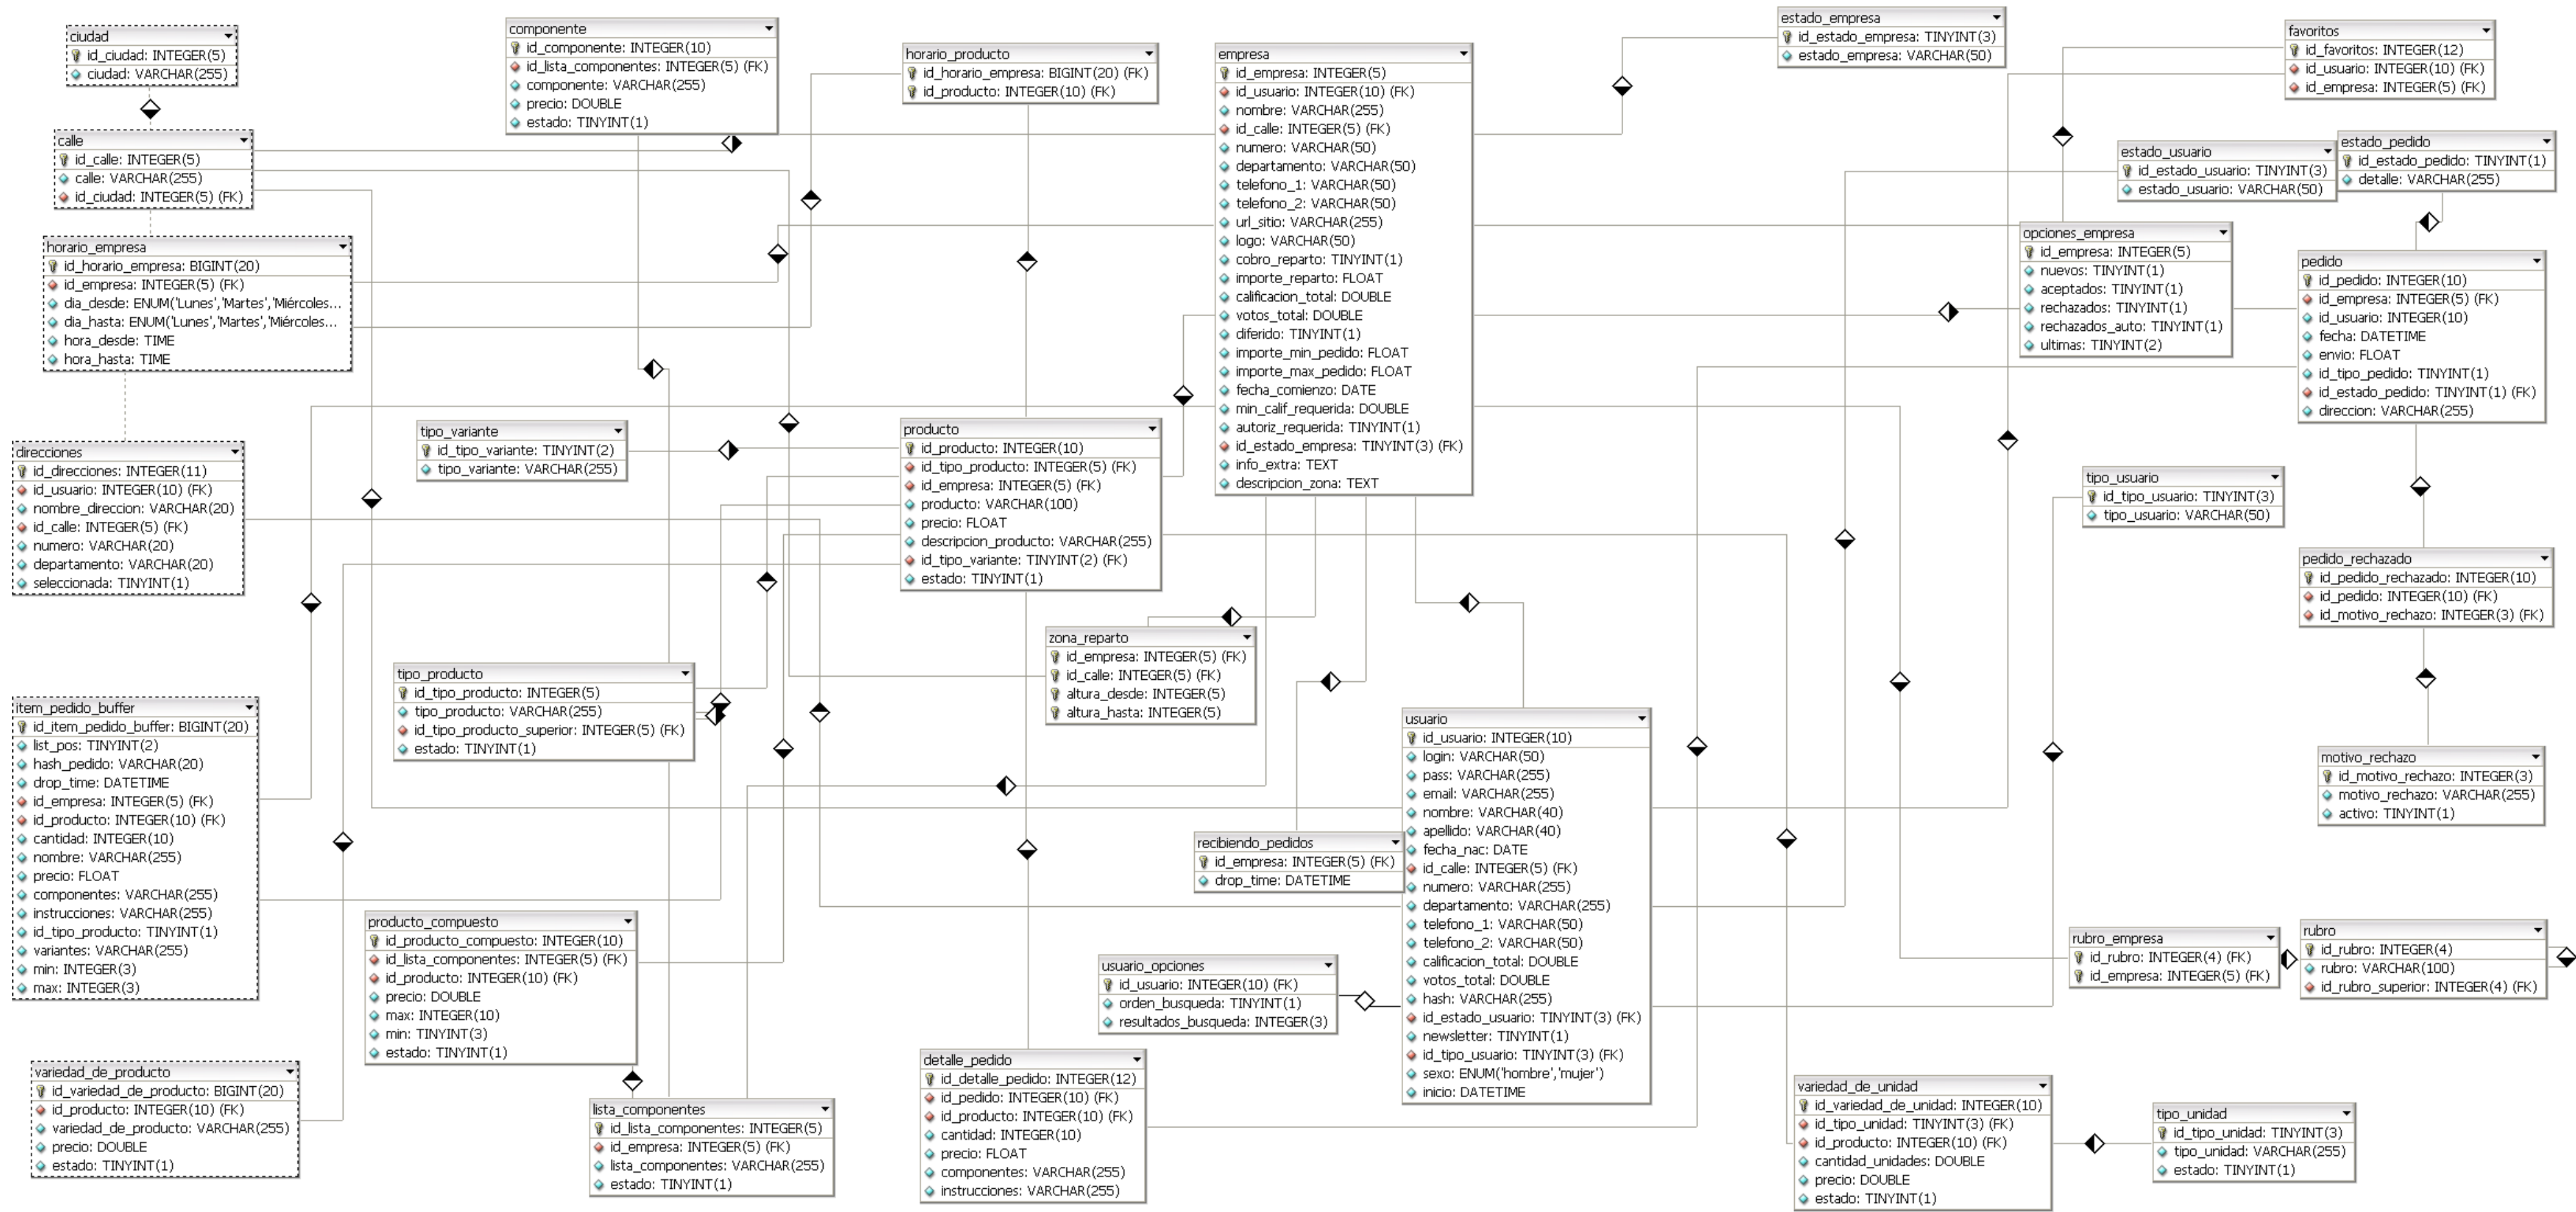 ciudad
id_ciudad: INTEGER(5)
ciudad: VARCHAR(255)
calle
id_calle: INTEGER(5)
calle: VARCHAR(255)
id_ciudad: INTEGER(5) (FK)
horario_empresa
id_horario_empresa: BIGINT(20)
id_empresa: INTEGER(5) (FK)
dia_desde: ENUM('Lunes','Martes','Miércoles...
dia_hasta: ENUM('Lunes','Martes','Miércoles...
hora_desde: TIME
hora_hasta: TIME
direcciones
id_direcciones: INTEGER(11)
id_usuario: INTEGER(10) (FK)
nombre_direccion: VARCHAR(20)
id_calle: INTEGER(5) (FK)
numero: VARCHAR(20)
departamento: VARCHAR(20)
seleccionada: TINYINT(1)
item_pedido_buffer
id_item_pedido_buffer: BIGINT(20)
list_pos: TINYINT(2)
hash_pedido: VARCHAR(20)
drop_time: DATETIME
id_empresa: INTEGER(5) (FK)
id_producto: INTEGER(10) (FK)
cantidad: INTEGER(10)
nombre: VARCHAR(255)
precio: FLOAT
componentes: VARCHAR(255)
instrucciones: VARCHAR(255)
id_tipo_producto: TINYINT(1)
variantes: VARCHAR(255)
min: INTEGER(3)
max: INTEGER(3)
variedad_de_producto
id_variedad_de_producto: BIGINT(20)
id_producto: INTEGER(10) (FK)
variedad_de_producto: VARCHAR(255)
precio: DOUBLE
estado: TINYINT(1)
componente
id_componente: INTEGER(10)
id_lista_componentes: INTEGER(5) (FK)
componente: VARCHAR(255)
precio: DOUBLE
estado: TINYINT(1)
tipo_variante
id_tipo_variante: TINYINT(2)
tipo_variante: VARCHAR(255)
tipo_producto
id_tipo_producto: INTEGER(5)
tipo_producto: VARCHAR(255)
id_tipo_producto_superior: INTEGER(5) (FK)
estado: TINYINT(1)
producto_compuesto
id_producto_compuesto: INTEGER(10)
id_lista_componentes: INTEGER(5) (FK)
id_producto: INTEGER(10) (FK)
precio: DOUBLE
max: INTEGER(10)
min: TINYINT(3)
estado: TINYINT(1)
lista_componentes
id_lista_componentes: INTEGER(5)
id_empresa: INTEGER(5) (FK)
lista_componentes: VARCHAR(255)
estado: TINYINT(1)
horario_producto
id_horario_empresa: BIGINT(20) (FK)
id_producto: INTEGER(10) (FK)
producto
id_producto: INTEGER(10)
id_tipo_producto: INTEGER(5) (FK)
id_empresa: INTEGER(5) (FK)
producto: VARCHAR(100)
precio: FLOAT
descripcion_producto: VARCHAR(255)
id_tipo_variante: TINYINT(2) (FK)
estado: TINYINT(1)
zona_reparto
id_empresa: INTEGER(5) (FK)
id_calle: INTEGER(5) (FK)
altura_desde: INTEGER(5)
altura_hasta: INTEGER(5)
recibiendo_pedidos
id_empresa: INTEGER(5) (FK)
drop_time: DATETIME
usuario_opciones
id_usuario: INTEGER(10) (FK)
orden_busqueda: TINYINT(1)
resultados_busqueda: INTEGER(3)
detalle_pedido
id_detalle_pedido: INTEGER(12)
id_pedido: INTEGER(10) (FK)
id_producto: INTEGER(10) (FK)
cantidad: INTEGER(10)
precio: FLOAT
componentes: VARCHAR(255)
instrucciones: VARCHAR(255)
empresa
id_empresa: INTEGER(5)
id_usuario: INTEGER(10) (FK)
nombre: VARCHAR(255)
id_calle: INTEGER(5) (FK)
numero: VARCHAR(50)
departamento: VARCHAR(50)
telefono_1: VARCHAR(50)
telefono_2: VARCHAR(50)
url_sitio: VARCHAR(255)
logo: VARCHAR(50)
cobro_reparto: TINYINT(1)
importe_reparto: FLOAT
calificacion_total: DOUBLE
votos_total: DOUBLE
diferido: TINYINT(1)
importe_min_pedido: FLOAT
importe_max_pedido: FLOAT
fecha_comienzo: DATE
min_calif_requerida: DOUBLE
autoriz_requerida: TINYINT(1)
id_estado_empresa: TINYINT(3) (FK)
info_extra: TEXT
descripcion_zona: TEXT
usuario
id_usuario: INTEGER(10)
login: VARCHAR(50)
pass: VARCHAR(255)
email: VARCHAR(255)
nombre: VARCHAR(40)
apellido: VARCHAR(40)
fecha_nac: DATE
id_calle: INTEGER(5) (FK)
numero: VARCHAR(255)
departamento: VARCHAR(255)
telefono_1: VARCHAR(50)
telefono_2: VARCHAR(50)
calificacion_total: DOUBLE
votos_total: DOUBLE
hash: VARCHAR(255)
id_estado_usuario: TINYINT(3) (FK)
newsletter: TINYINT(1)
id_tipo_usuario: TINYINT(3) (FK)
sexo: ENUM('hombre','mujer')
inicio: DATETIME
estado_empresa
id_estado_empresa: TINYINT(3)
estado_empresa: VARCHAR(50)
favoritos
id_favoritos: INTEGER(12)
id_usuario: INTEGER(10) (FK)
id_empresa: INTEGER(5) (FK)
estado_usuario
id_estado_usuario: TINYINT(3)
estado_usuario: VARCHAR(50)
estado_pedido
id_estado_pedido: TINYINT(1)
detalle: VARCHAR(255)
opciones_empresa
id_empresa: INTEGER(5)
nuevos: TINYINT(1)
aceptados: TINYINT(1)
rechazados: TINYINT(1)
rechazados_auto: TINYINT(1)
ultimas: TINYINT(2)
pedido
id_pedido: INTEGER(10)
id_empresa: INTEGER(5) (FK)
id_usuario: INTEGER(10)
fecha: DATETIME
envio: FLOAT
id_tipo_pedido: TINYINT(1)
id_estado_pedido: TINYINT(1) (FK)
direccion: VARCHAR(255)
tipo_usuario
id_tipo_usuario: TINYINT(3)
tipo_usuario: VARCHAR(50)
pedido_rechazado
id_pedido_rechazado: INTEGER(10)
id_pedido: INTEGER(10) (FK)
id_motivo_rechazo: INTEGER(3) (FK)
motivo_rechazo
id_motivo_rechazo: INTEGER(3)
motivo_rechazo: VARCHAR(255)
activo: TINYINT(1)
rubro_empresa
id_rubro: INTEGER(4) (FK)
id_empresa: INTEGER(5) (FK)
rubro
id_rubro: INTEGER(4)
rubro: VARCHAR(100)
id_rubro_superior: INTEGER(4) (FK)
variedad_de_unidad
id_variedad_de_unidad: INTEGER(10)
id_tipo_unidad: TINYINT(3) (FK)
id_producto: INTEGER(10) (FK)
cantidad_unidades: DOUBLE
precio: DOUBLE
estado: TINYINT(1)
tipo_unidad
id_tipo_unidad: TINYINT(3)
tipo_unidad: VARCHAR(255)
estado: TINYINT(1)